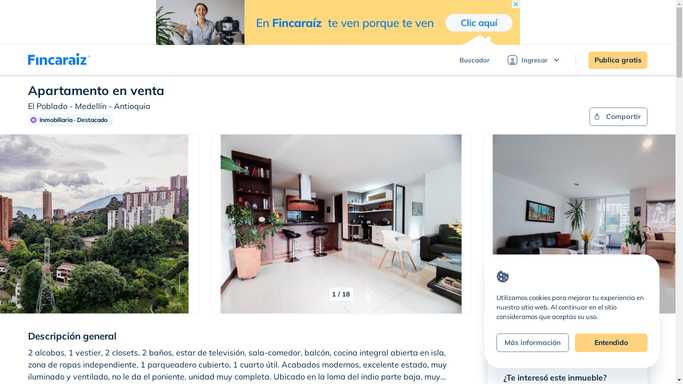 En Fincaraíz te ven porque te ven
Clic aquí
Fincaraíz
Buscador
Ingresar
Publica gratis
Apartamento en venta
El Poblado - Medellín - Antioquia
Inmobiliaria · Destacado
Compartir
1 / 18
Utilizamos cookies para mejorar tu experiencia en
nuestro sitio web. Al continuar en el sitio
consideramos que aceptas su uso.
Más información
Entendido
Descripción general
2 alcobas, 1 vestier, 2 closets, 2 baños, estar de televisión, sala-comedor, balcón, cocina integral abierta en isla,
zona de ropas independiente, 1 parqueadero cubierto, 1 cuarto útil. Acabados modernos, excelente estado, muy
iluminado y ventilado, no le da el poniente, unidad muy completa. Ubicado en la loma del indio parte baja, muy...
¿Te interesó este inmueble?